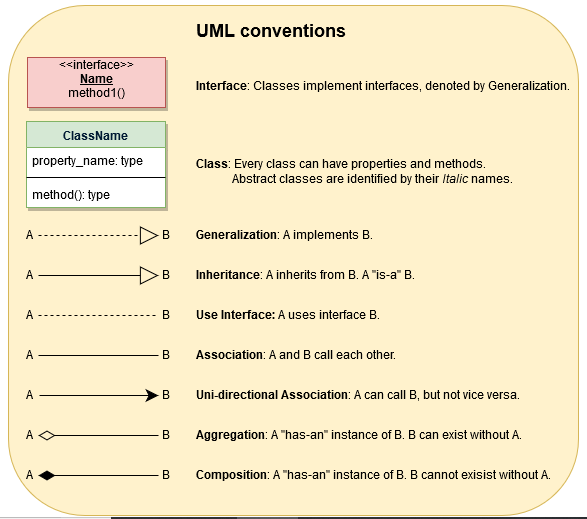 UML conventions
<<interface>>
Name
method1()
Interface: Classes implement interfaces, denoted by Generalization.
ClassName
property_name: type
method(): type
Class: Every class can have properties and methods.
Abstract classes are identified by their Italic names.
A B Generalization: A implements B.
A B Inheritance: A inherits from B. A "is-a" B.
A B Use Interface: A uses interface B.
A B Association: A and B call each other.
A B Uni-directional Association: A can call B, but not vice versa.
A B Aggregation: A "has-an" instance of B. B can exist without A.
A B Composition: A "has-an" instance of B. B cannot exisist without A.